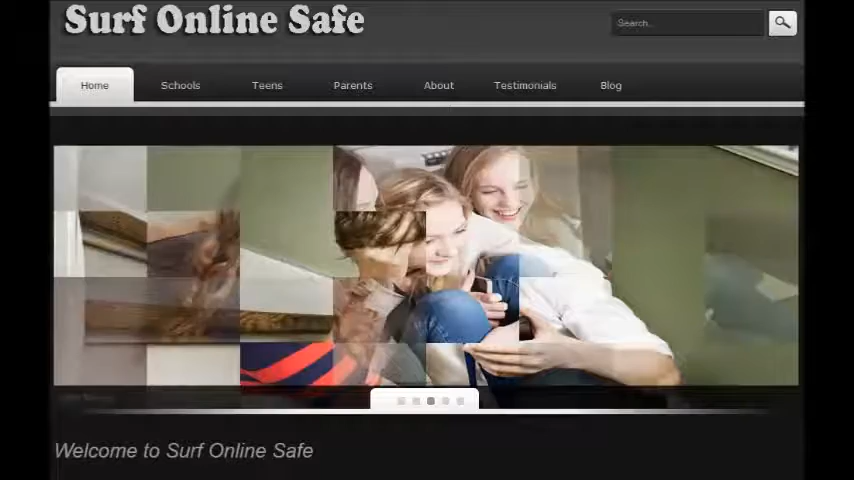 Surf Online Safe
Search...
Home Schools Teens Parents About Testimonials Blog
Welcome to Surf Online Safe